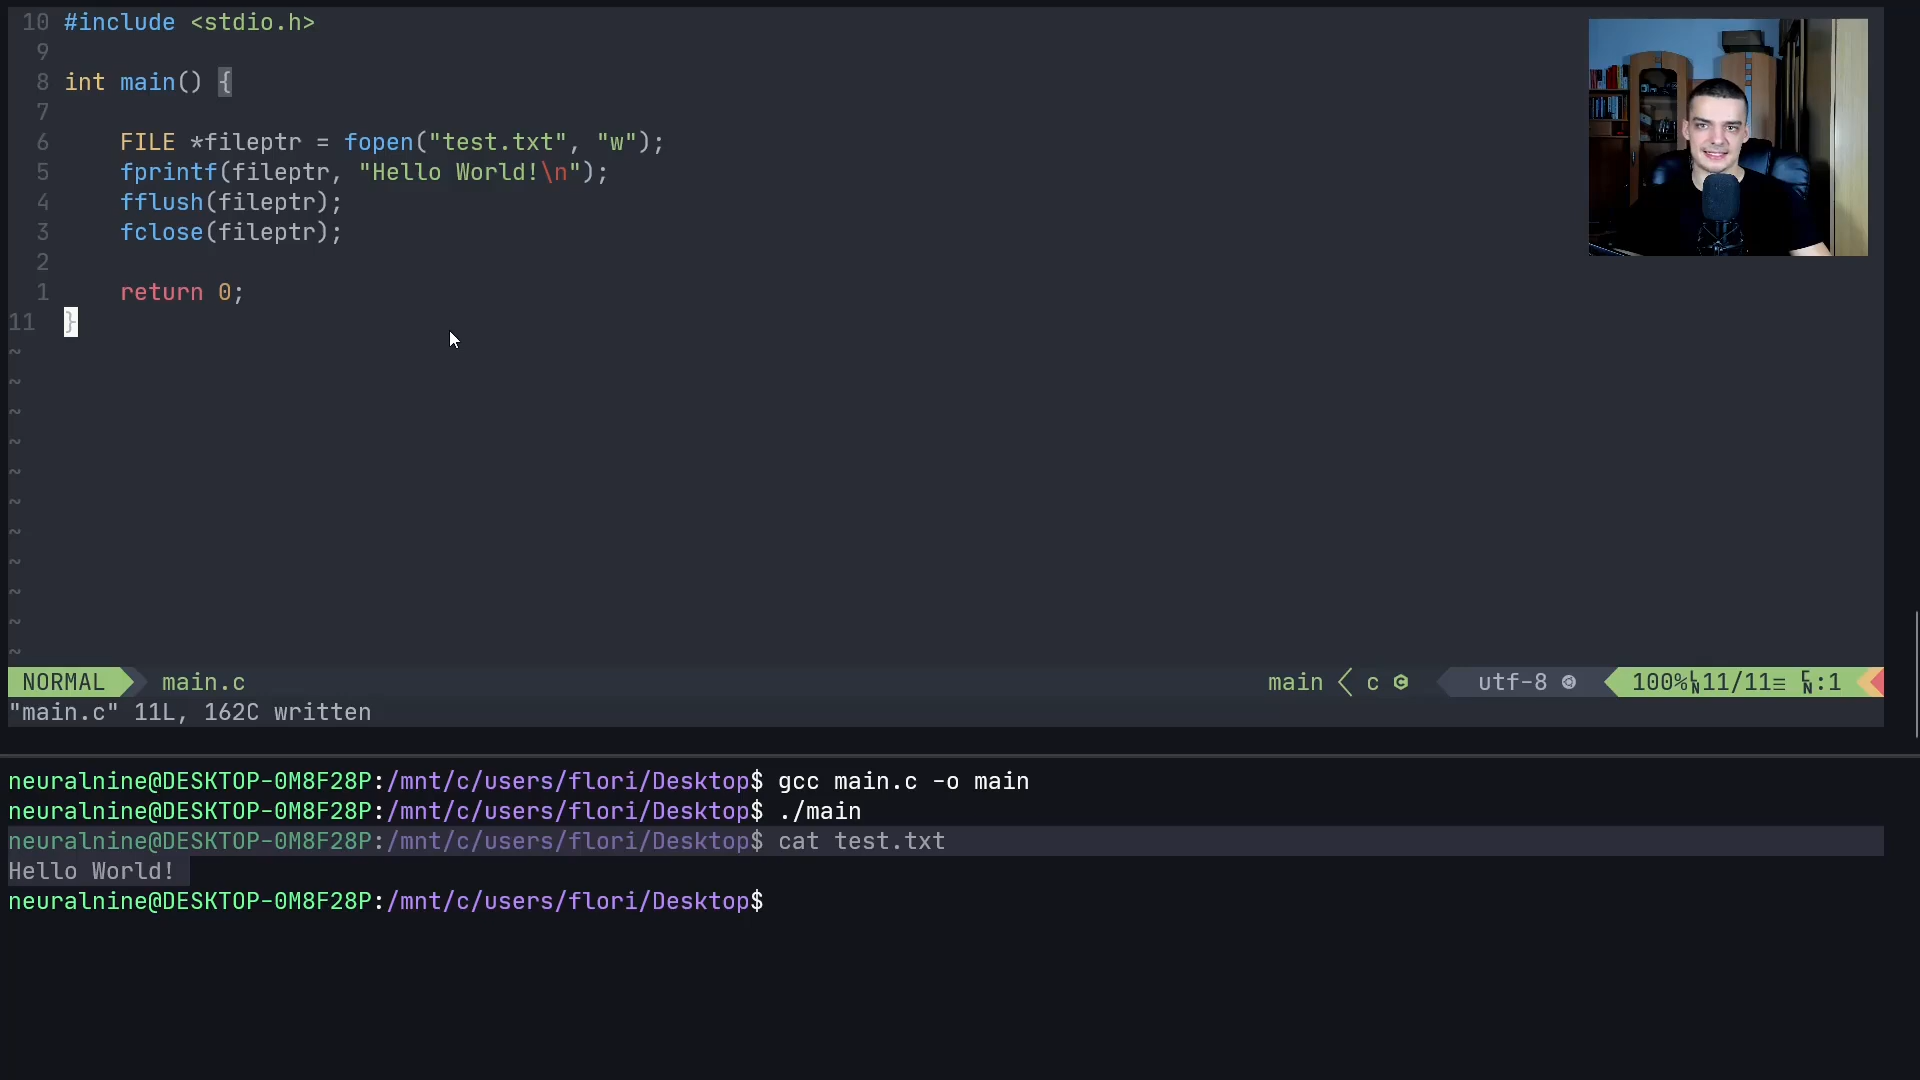 10 #include <stdio.h>
9
8 int main() {
7
6 FILE *fileptr = fopen("test.txt", "w");
5 fprintf(fileptr, "Hello World!\n");
4 fflush(fileptr);
3 fclose(fileptr);
2
1 return 0;
11 }
~
~
~
~
~
~
~
~
~
~
~
NORMAL main.c main c utf-8 100% LN 11/11≡ CN:1
"main.c" 11L, 162C written
neuralnine@DESKTOP-0M8F28P:/mnt/c/users/flori/Desktop$ gcc main.c -o main
neuralnine@DESKTOP-0M8F28P:/mnt/c/users/flori/Desktop$ ./main
neuralnine@DESKTOP-0M8F28P:/mnt/c/users/flori/Desktop$ cat test.txt
Hello World!
neuralnine@DESKTOP-0M8F28P:/mnt/c/users/flori/Desktop$